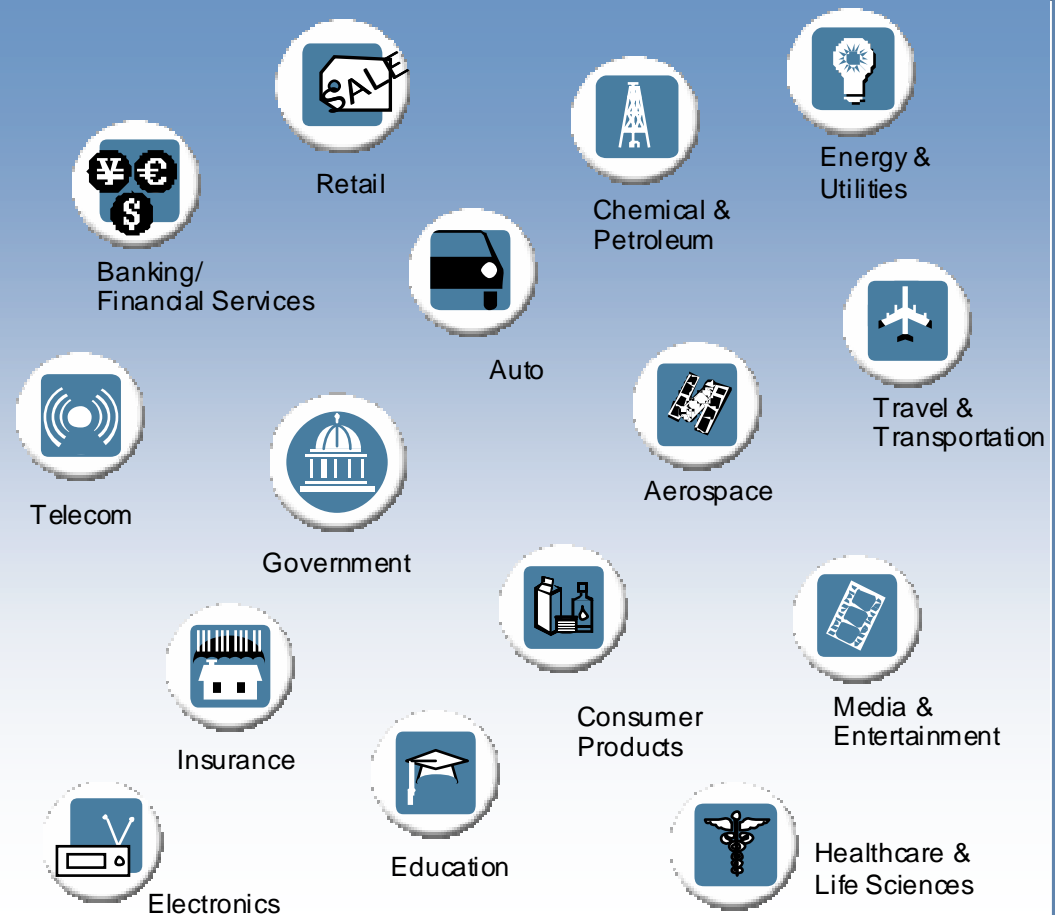 SALE
Retail
Energy &
Utilities
Chemical &
Petroleum
¥ €
$
Banking/
Financial Services
Auto
Travel &
Transportation
Aerospace
Telecom
Government
Consumer
Products
Media &
Entertainment
Insurance
Education
Healthcare &
Life Sciences
Electronics